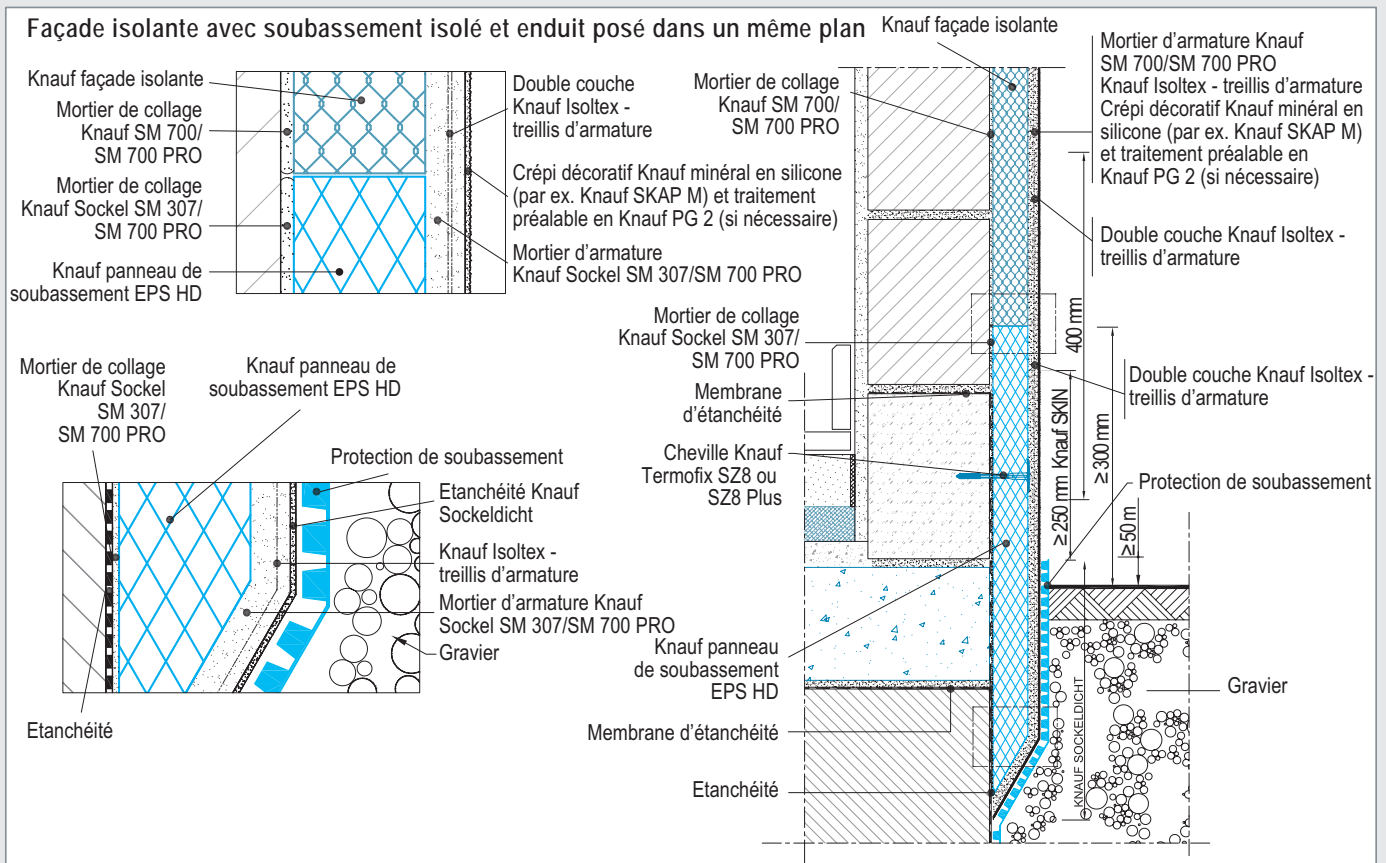 Façade isolante avec soubassement isolé et enduit posé dans un même plan
Knauf façade isolante
Mortier de collage
Knauf SM 700/
SM 700 PRO
Mortier de collage
Knauf Sockel SM 307/
SM 700 PRO
Knauf panneau de
soubassement EPS HD
Double couche
Knauf Isoltex -
treillis d'armature
Crépi décoratif Knauf minéral en silicone
(par ex. Knauf SKAP M) et traitement
préalable en Knauf PG 2 (si nécessaire)
Mortier d'armature
Knauf Sockel SM 307/SM 700 PRO
Mortier de collage
Knauf Sockel
SM 307/
SM 700 PRO
Knauf panneau de
soubassement EPS HD
Protection de soubassement
Etanchéité Knauf
Sockeldicht
Knauf Isoltex -
treillis d'armature
Mortier d'armature Knauf
Sockel SM 307/SM 700 PRO
Gravier
Etanchéité
Knauf façade isolante
Mortier de collage
Knauf SM 700/
SM 700 PRO
Mortier d'armature Knauf
SM 700/SM 700 PRO
Knauf Isoltex - treillis d'armature
Crépi décoratif Knauf minéral en
silicone (par ex. Knauf SKAP M)
et traitement préalable en
Knauf PG 2 (si nécessaire)
Double couche Knauf Isoltex -
treillis d'armature
Mortier de collage
Knauf Sockel SM 307/
SM 700 PRO
400 mm
Membrane
d'étanchéité
Double couche Knauf Isoltex -
treillis d'armature
Cheville Knauf
Termofix SZ8 ou
SZ8 Plus
≥ 250 mm Knauf SKIN
≥ 300 mm
≥ 50 m
Protection de soubassement
Knauf panneau
de soubassement
EPS HD
Gravier
Membrane d'étanchéité
KNAUF SOCKELDICHT
Etanchéité